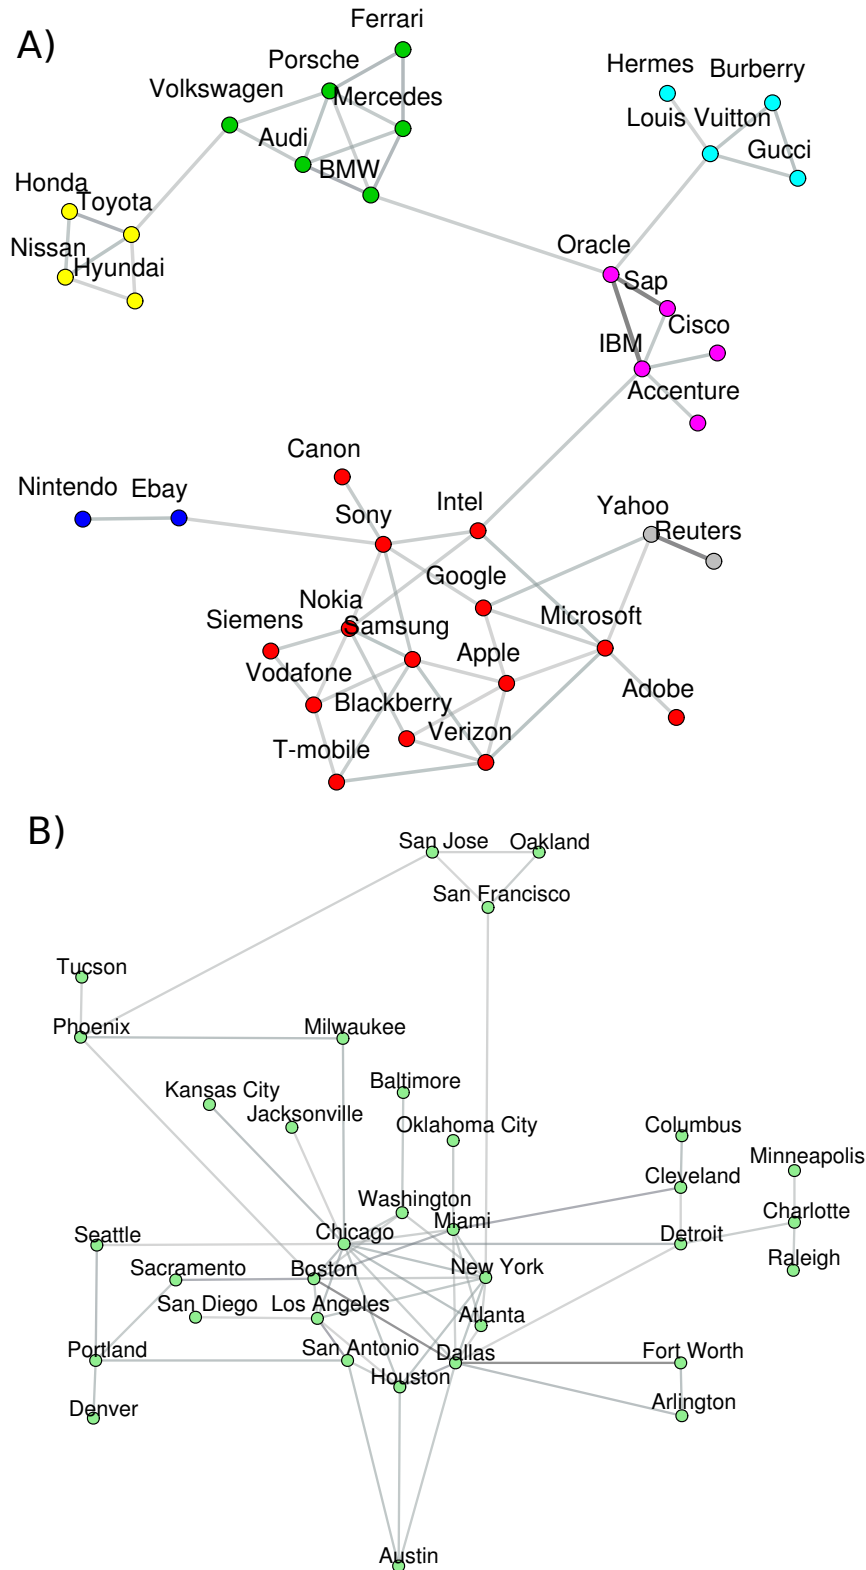 A)
Ferrari
Porsche
Volkswagen
Mercedes
Audi
BMW
Honda
Toyota
Nissan
Hyundai
Hermes
Burberry
Louis Vuitton
Gucci
Oracle
Sap
Cisco
IBM
Accenture
Canon
Nintendo
Ebay
Sony
Intel
Yahoo
Reuters
Google
Nokia
Siemens
Samsung
Microsoft
Apple
Vodafone
Blackberry
Adobe
Verizon
T-mobile
B)
San Jose
Oakland
San Francisco
Tucson
Phoenix
Milwaukee
Kansas City
Baltimore
Jacksonville
Oklahoma City
Columbus
Minneapolis
Cleveland
Washington
Miami
Charlotte
Seattle
Chicago
Detroit
Raleigh
Sacramento
Boston
New York
San Diego
Los Angeles
Atlanta
Portland
San Antonio
Dallas
Fort Worth
Houston
Denver
Arlington
Austin